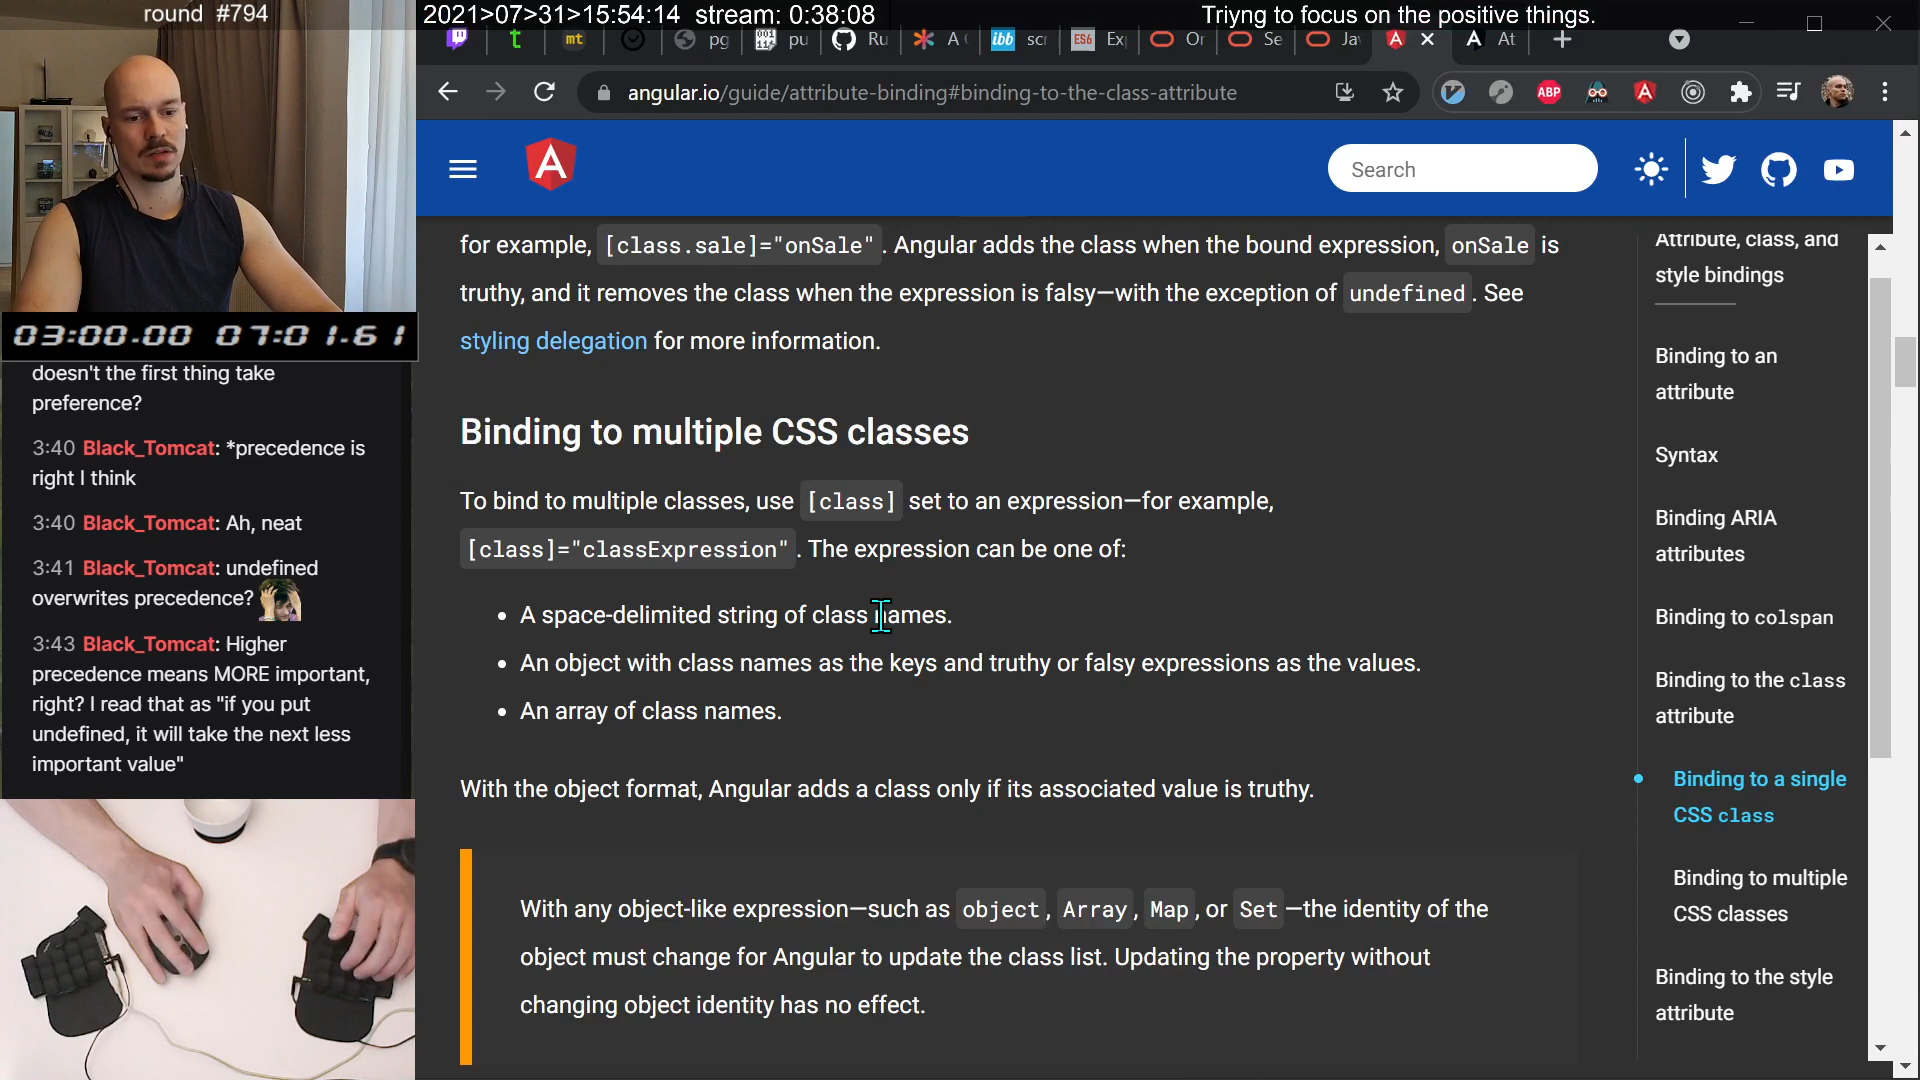 round #794
2021>07>31>15:54:14 stream: 0:38:08
Triyng to focus on the positive things.
t
mt
pg
pu
Ru
A
ibb
sc
ES6
Ex
Or
Se
Ja
At
angular.io/guide/attribute-binding#binding-to-the-class-attribute
ABP
A
Search
for example, [class.sale]="onSale". Angular adds the class when the bound expression, onSale is
truthy, and it removes the class when the expression is falsy—with the exception of undefined. See
styling delegation for more information.
Binding to multiple CSS classes
To bind to multiple classes, use [class] set to an expression—for example,
[class]="classExpression". The expression can be one of:
• A space-delimited string of class names.
• An object with class names as the keys and truthy or falsy expressions as the values.
• An array of class names.
With the object format, Angular adds a class only if its associated value is truthy.
With any object-like expression—such as object, Array, Map, or Set—the identity of the
object must change for Angular to update the class list. Updating the property without
changing object identity has no effect.
Attribute, class, and
style bindings
Binding to an
attribute
Syntax
Binding ARIA
attributes
Binding to colspan
Binding to the class
attribute
Binding to a single
CSS class
Binding to multiple
CSS classes
Binding to the style
attribute
03:00.00 07:01.61
doesn't the first thing take
preference?
3:40 Black_Tomcat: *precedence is
right I think
3:40 Black_Tomcat: Ah, neat
3:41 Black_Tomcat: undefined
overwrites precedence?
3:43 Black_Tomcat: Higher
precedence means MORE important,
right? I read that as "if you put
undefined, it will take the next less
important value"